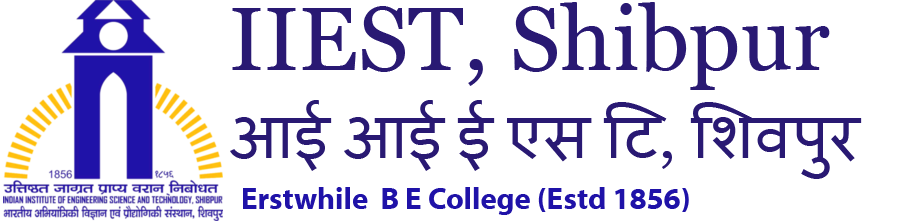 IIEST, Shibpur
आई आई ई एस टि, शिवपुर
Erstwhile B E College (Estd 1856)
1856 १८५६
उत्तिष्ठत जाग्रत प्राप्य वरान निबोधत
INDIAN INSTITUTE OF ENGINEERING SCIENCE AND TECHNOLOGY, SHIBPUR
भारतीय अभियांत्रिकी विज्ञान एवं प्रौद्योगिकी संस्थान, शिवपुर